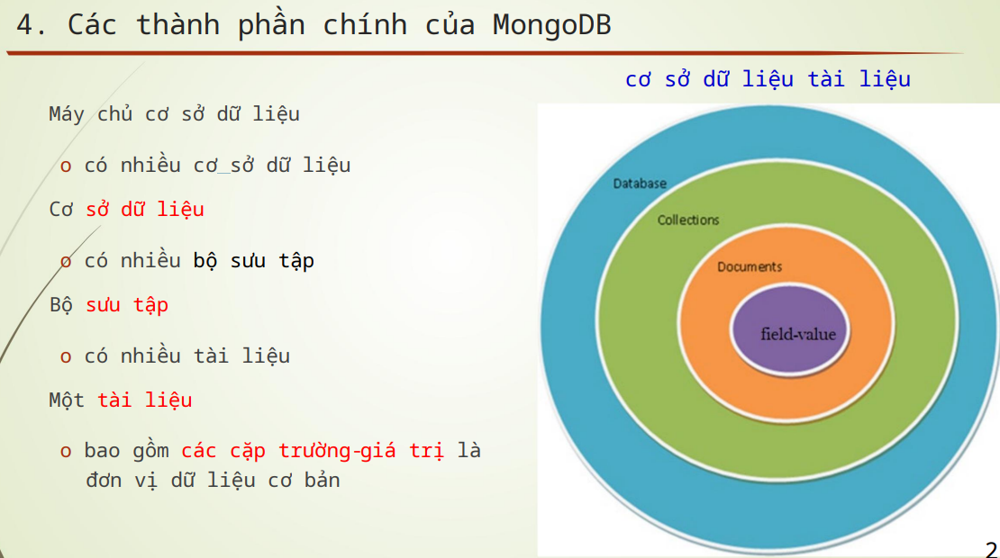 4. Các thành phần chính của MongoDB
cơ sở dữ liệu tài liệu
Máy chủ cơ sở dữ liệu
o có nhiều cơ sở dữ liệu
Cơ sở dữ liệu
o có nhiều bộ sưu tập
Bộ sưu tập
o có nhiều tài liệu
Một tài liệu
o bao gồm các cặp trường-giá trị là
đơn vị dữ liệu cơ bản
Database
Collections
Documents
field-value
2